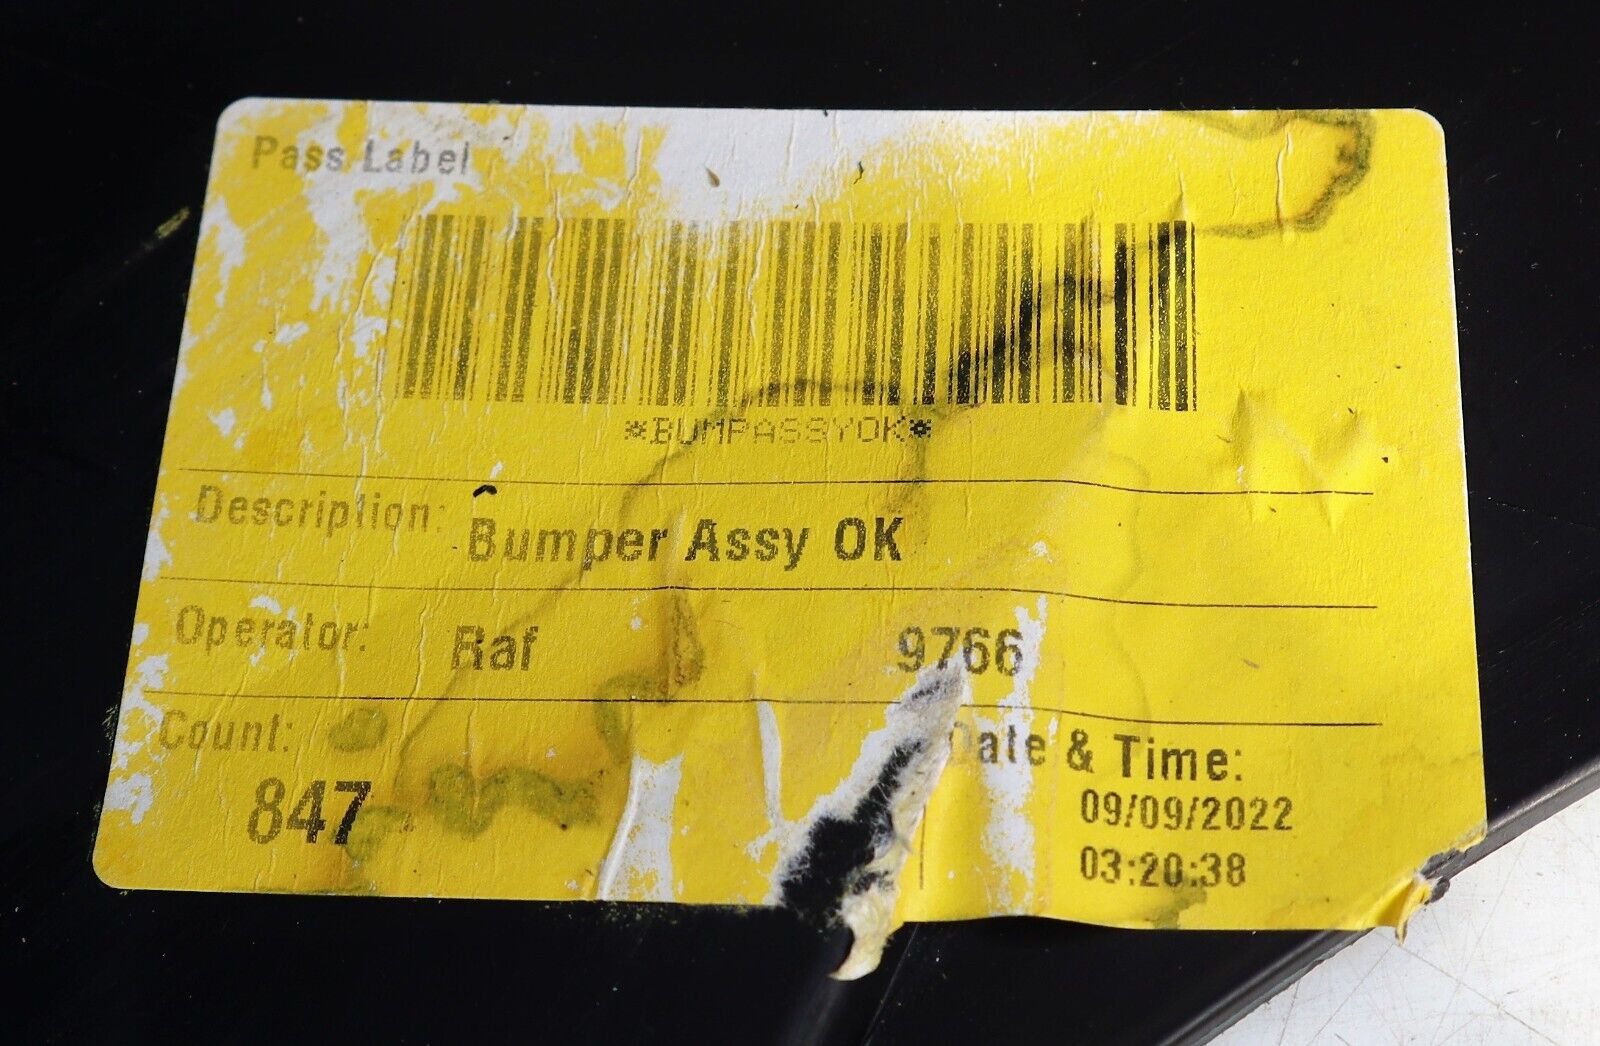 Pass Label
*BUMPASSYOK*
Description: Bumper Assy OK
Operator: Raf 9766
Count: Date & Time:
847 09/09/2022
03:20:38